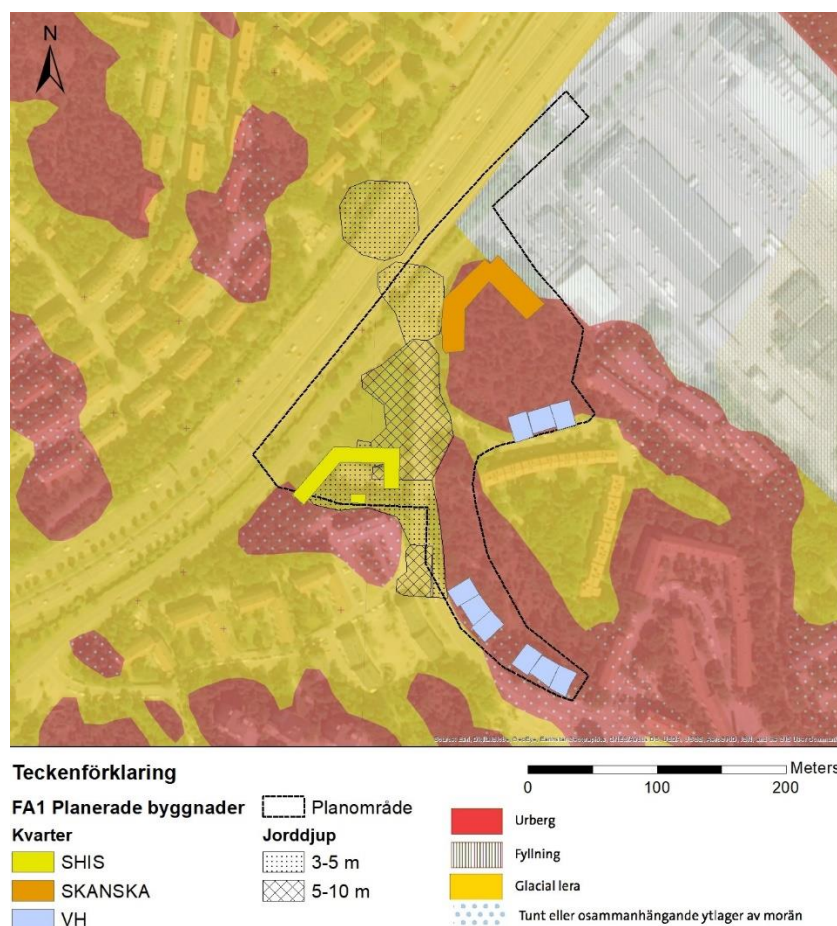 N
Teckenförklaring
FA1 Planerade byggnader
Kvarter
SHIS
SKANSKA
VH
Planområde
Jorddjup
3-5 m
5-10 m
Meters
0 100 200
Urberg
Fyllning
Glacial lera
Tunt eller osammanhängande ytlager av morän